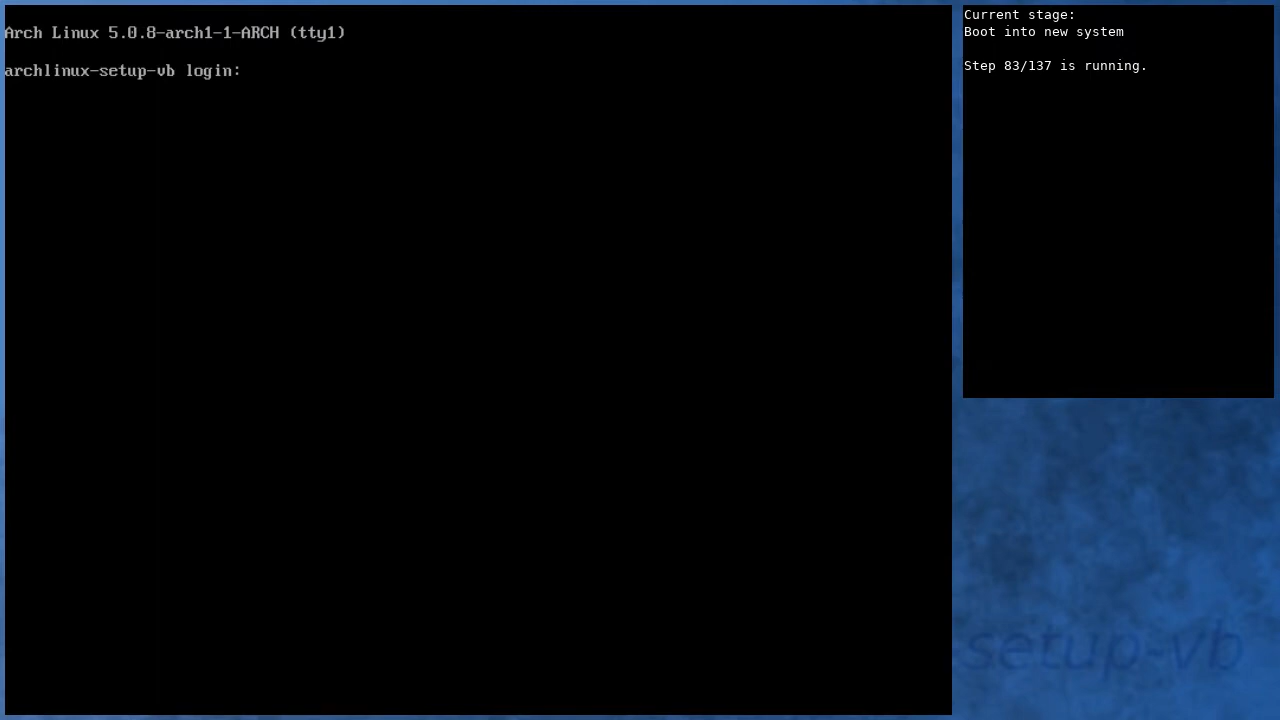 Arch Linux 5.0.8-arch1-1-ARCH (tty1)
archlinux-setup-vb login:
Current stage:
Boot into new system
Step 83/137 is running.
setup-vb